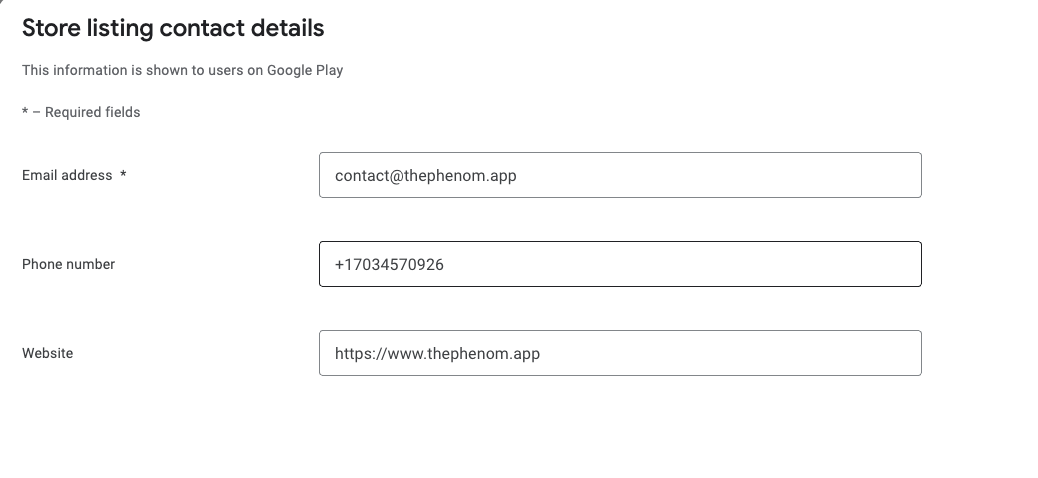 Store listing contact details
This information is shown to users on Google Play
* – Required fields
Email address *
contact@thephenom.app
Phone number
+17034570926
Website
https://www.thephenom.app